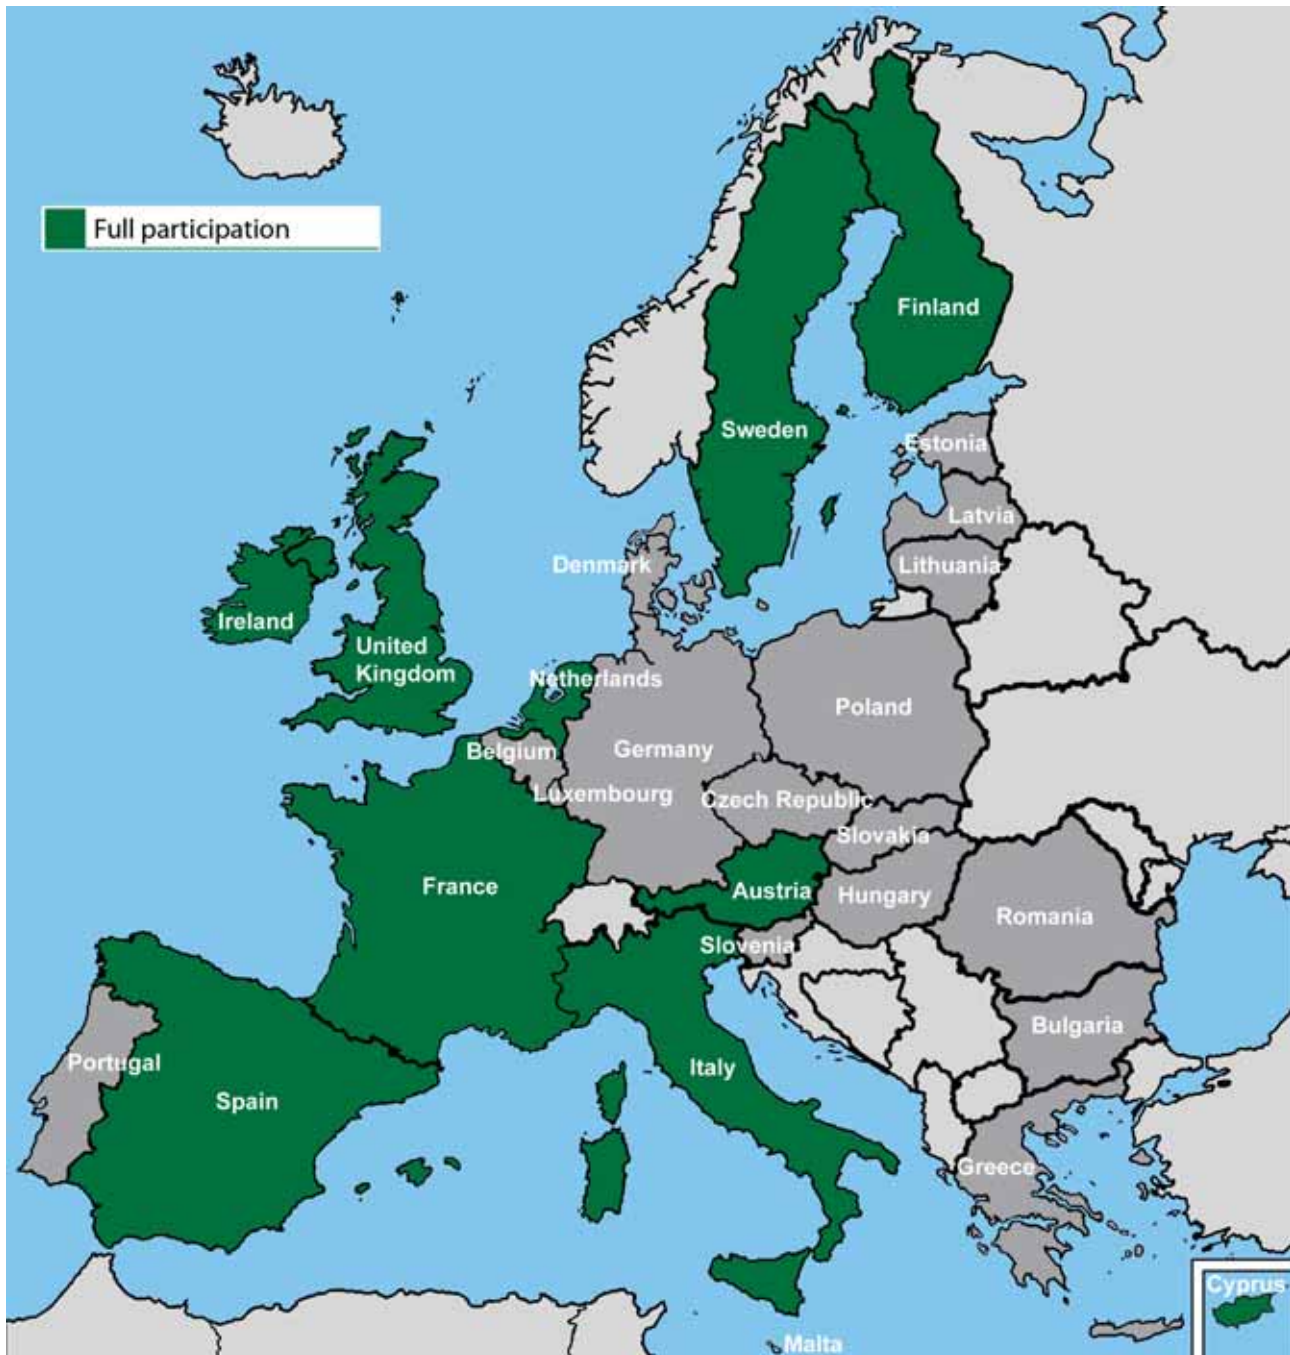 Full participation
Finland
Sweden
Estonia
Latvia
Denmark
Lithuania
Ireland
United
Kingdom
Netherlands
Poland
Belgium
Germany
Luxembourg
Czech Republic
Slovakia
France
Austria
Hungary
Romania
Slovenia
Bulgaria
Portugal
Italy
Spain
Greece
Cyprus
Malta